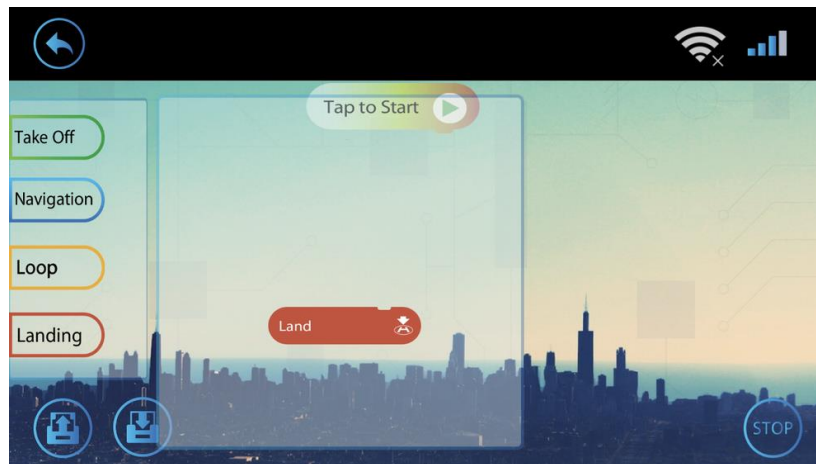 Tap to Start
Take Off
Navigation
Loop
Land
Landing
STOP